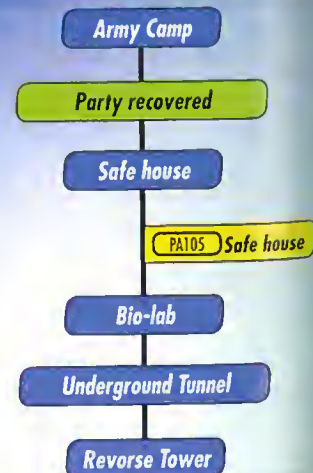 Army Camp
Party recovered
Safe house
PA105 Safe house
Bio-lab
Underground Tunnel
Revorse Tower